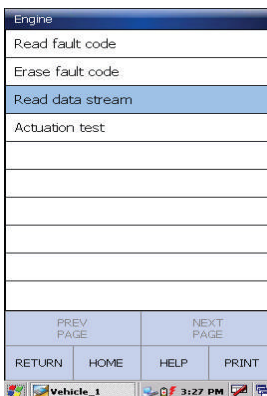 Engine
Read fault code
Erase fault code
Read data stream
Actuation test
PREV PAGE
NEXT PAGE
RETURN HOME HELP PRINT
Vehicle_1 3:27 PM